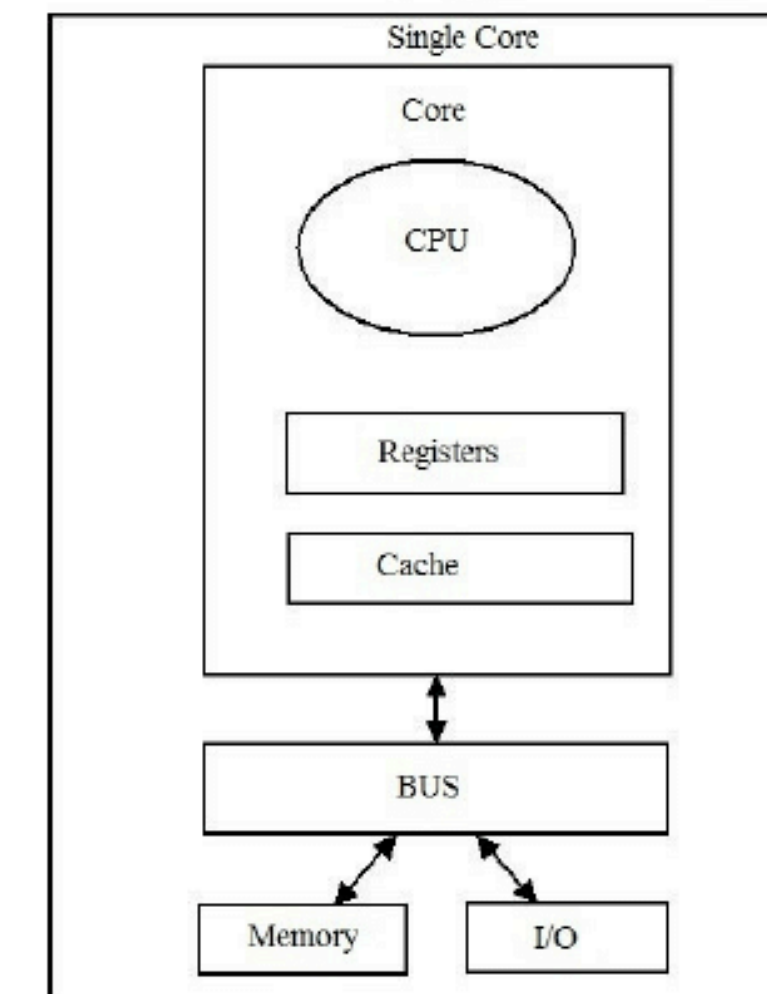 Single Core
Core
CPU
Registers
Cache
BUS
Memory
I/O